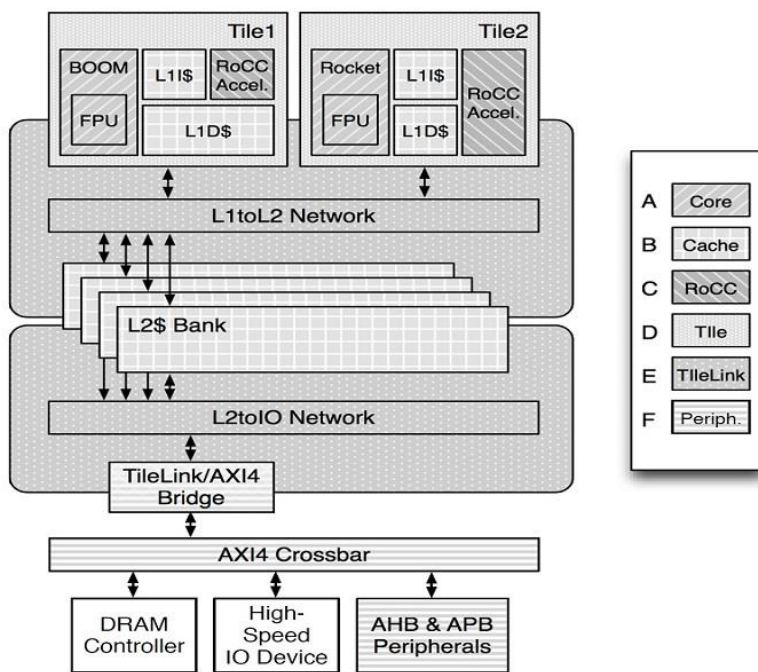 Tile1
BOOM
FPU
L1I$
RoCC
Accel.
L1D$
Tile2
Rocket
FPU
L1I$
L1D$
RoCC
Accel.
L1toL2 Network
L2$ Bank
L2toIO Network
TileLink/AXI4
Bridge
AXI4 Crossbar
DRAM
Controller
High-
Speed
IO Device
AHB & APB
Peripherals
A Core
B Cache
C RoCC
D TIle
E TIleLink
F Periph.